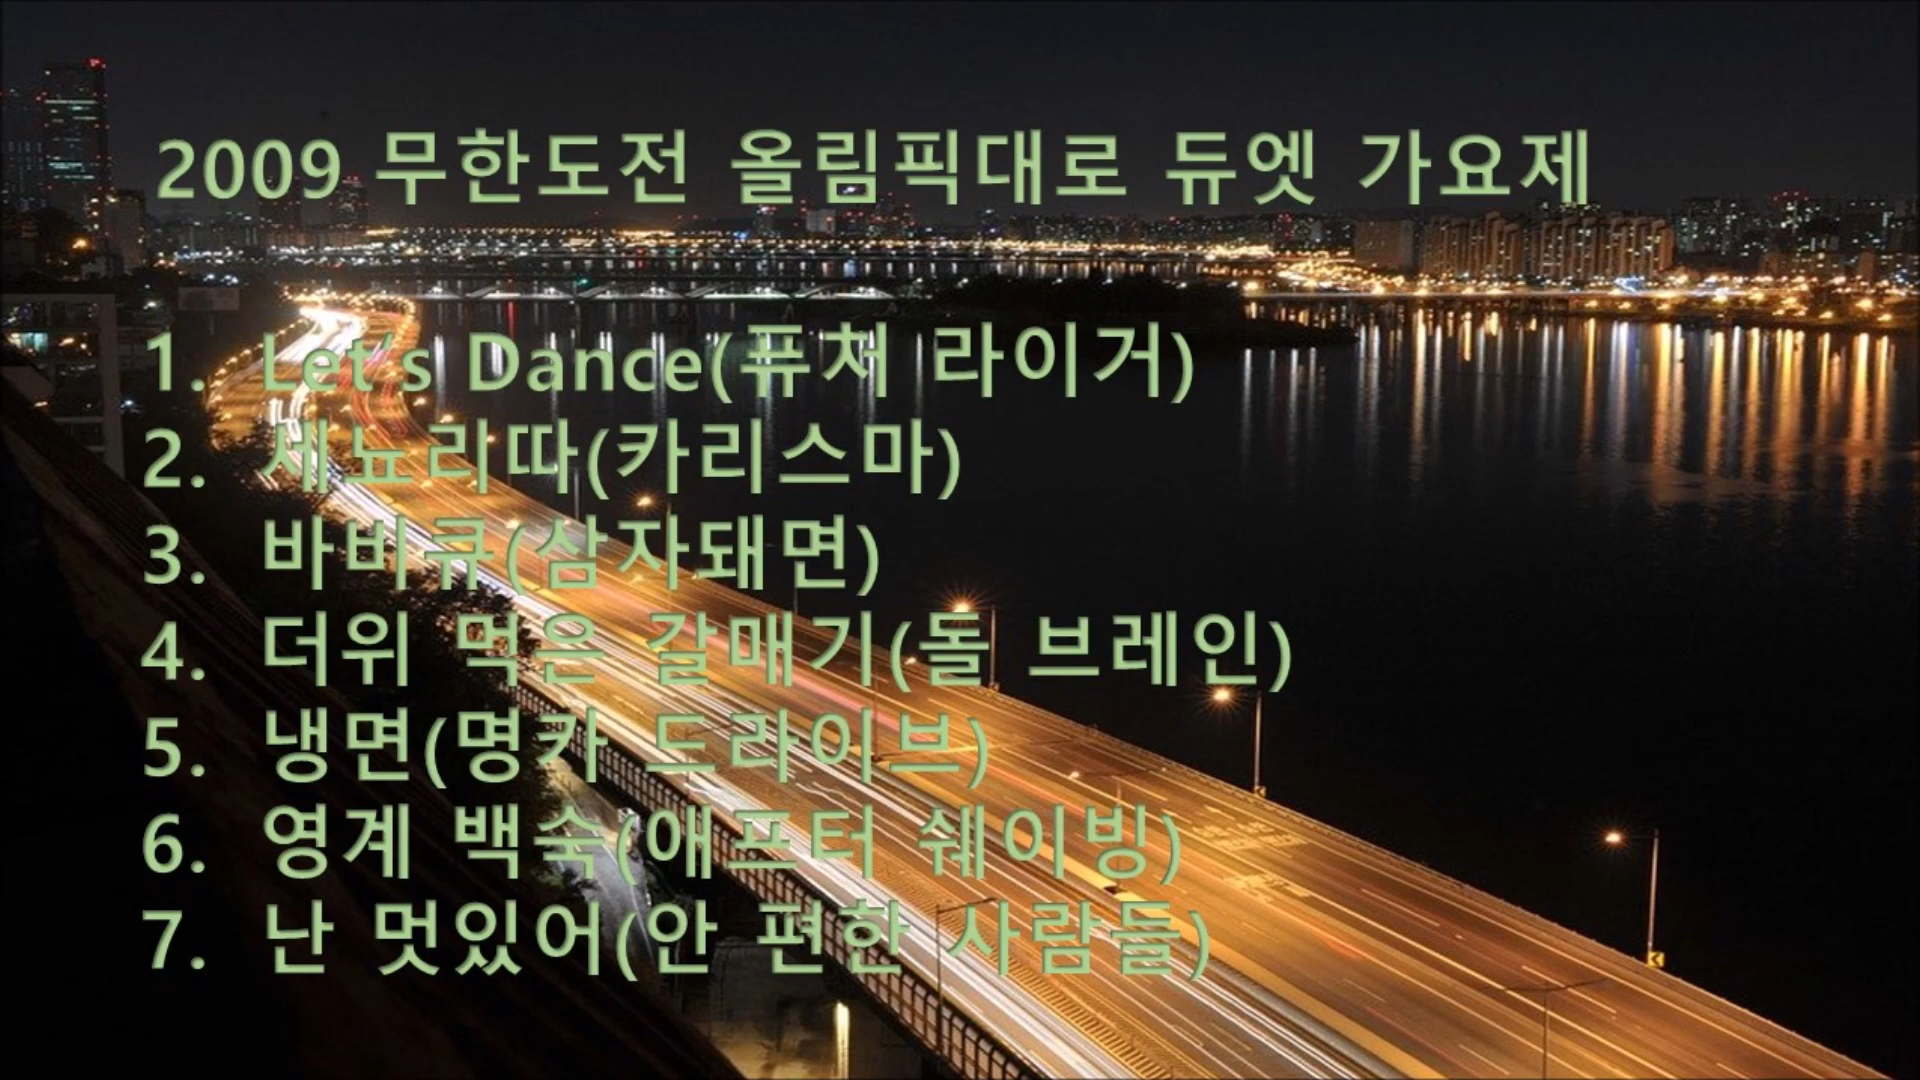 2009 무한도전 올림픽대로 듀엣 가요제
1. Let's Dance(퓨처 라이거)
2. 세뇨리따(카리스마)
3. 바비큐(삼자돼면)
4. 더위 먹은 갈매기(돌 브레인)
5. 냉면(명카 드라이브)
6. 영계 백숙(애프터 쉐이빙)
7. 난 멋있어(안 편한 사람들)